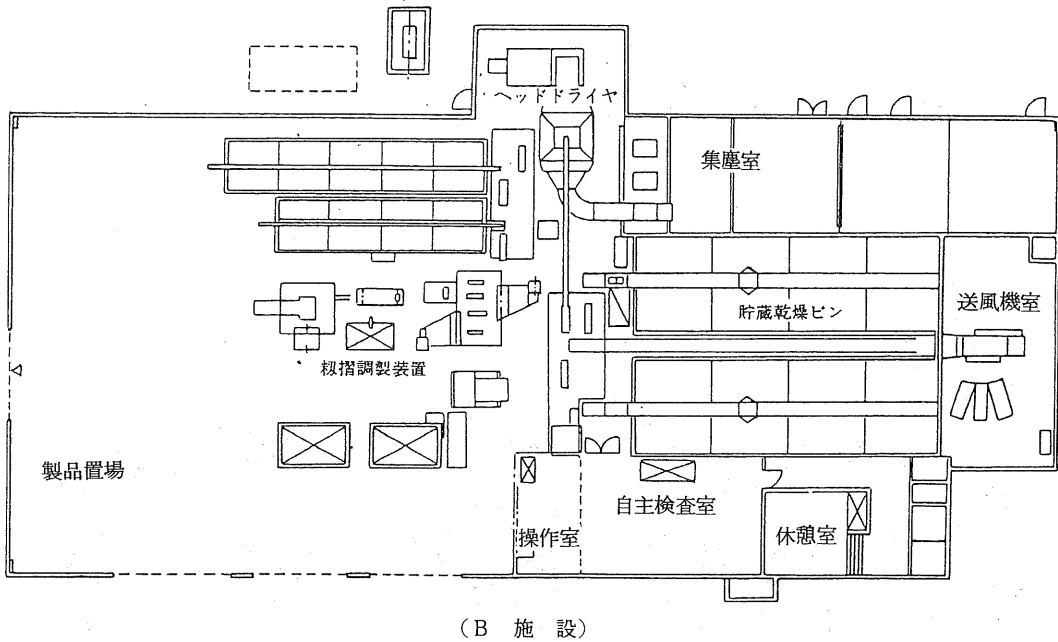 ヘッドドライヤ
集塵室
貯蔵乾燥ビン
送風機室
籾摺調製装置
製品置場
自主検査室
操作室
休憩室
(B 施 設)